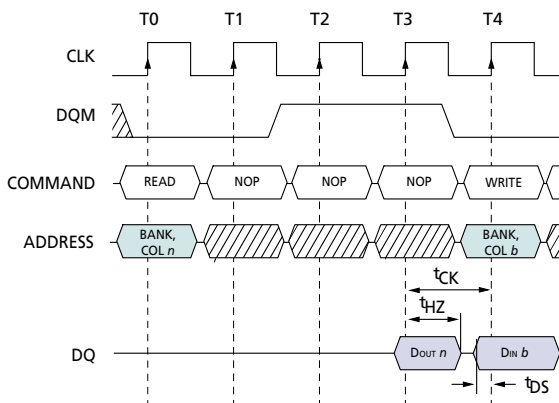 T0 T1 T2 T3 T4
CLK
DQM
COMMAND READ NOP NOP NOP WRITE
ADDRESS BANK, COL n BANK, COL b
tCK
tHZ
DQ DOUT n DIN b
tDS